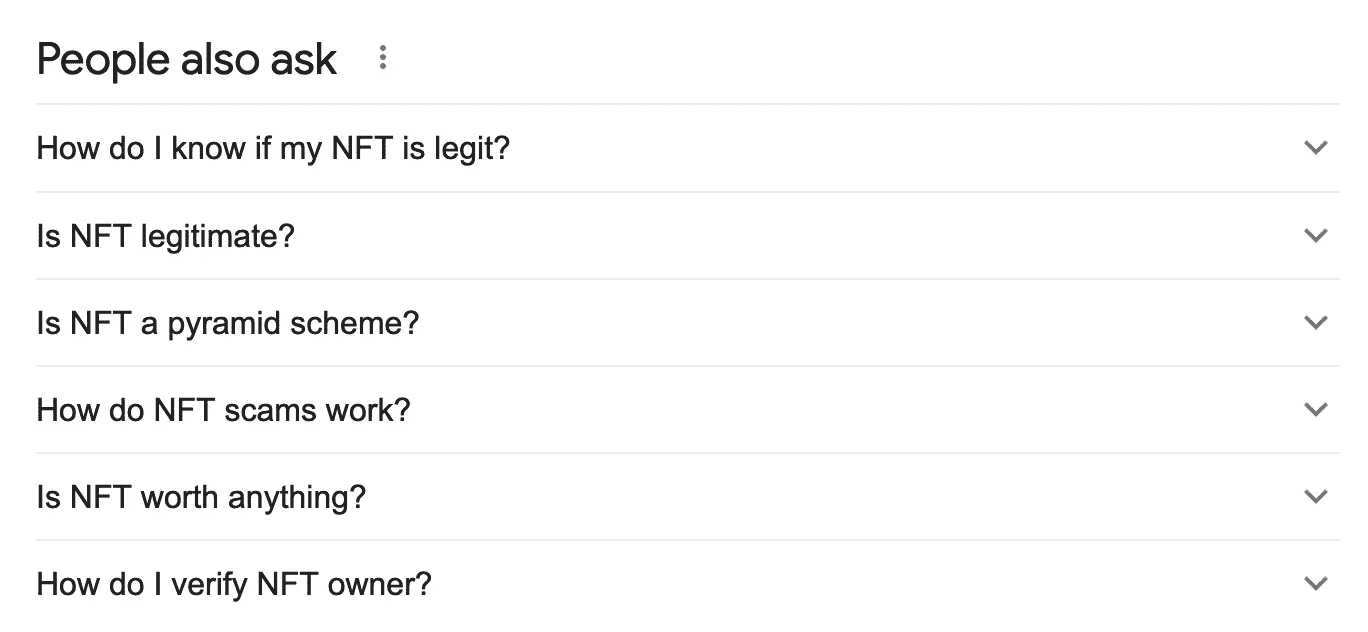 People also ask
How do I know if my NFT is legit?
Is NFT legitimate?
Is NFT a pyramid scheme?
How do NFT scams work?
Is NFT worth anything?
How do I verify NFT owner?